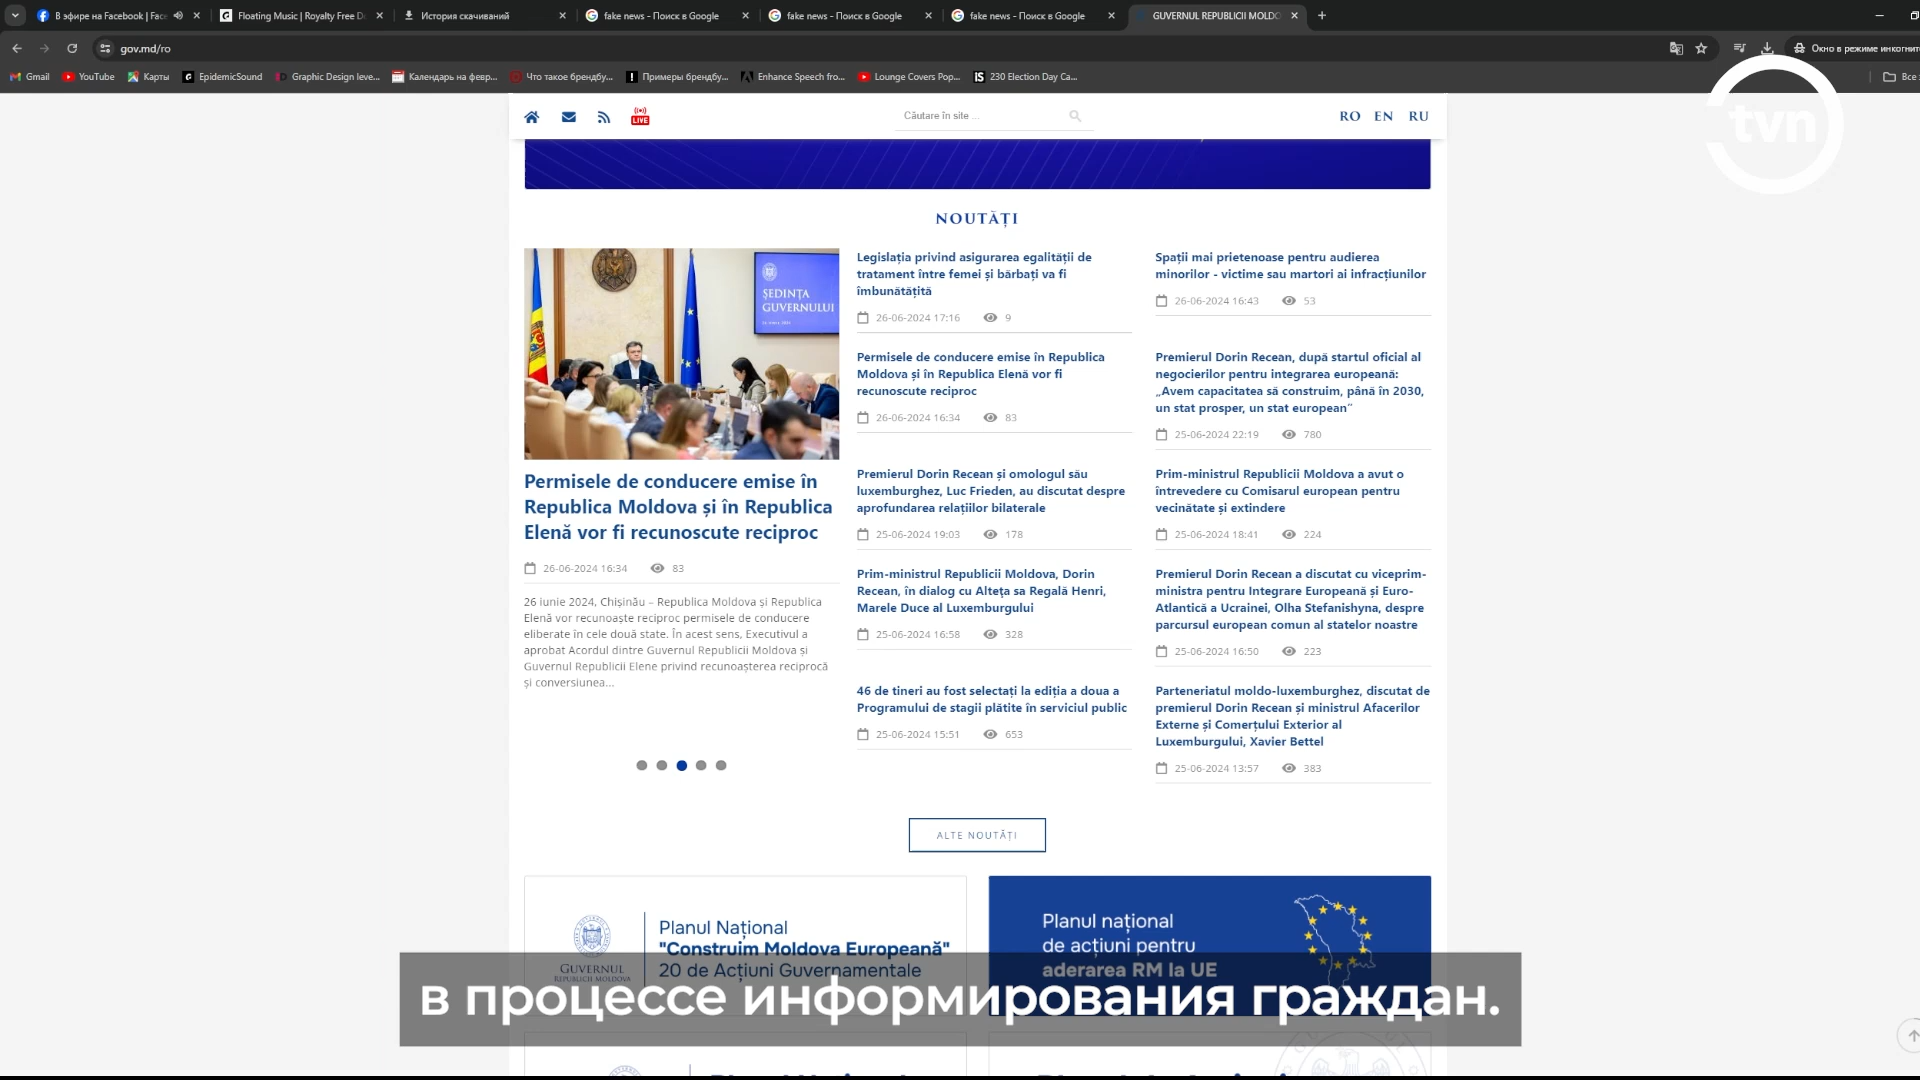 В эфире на Facebook | Fac
Floating Music | Royalty Free D
История скачиваний
fake news - Поиск в Google
fake news - Поиск в Google
fake news - Поиск в Google
GUVERNUL REPUBLICII MOLDO
gov.md/ro
Окно в режиме инкогнит
Gmail
YouTube
Карты
EpidemicSound
Graphic Design leve...
Календарь на февр...
Что такое брендбу...
Примеры брендбу...
Enhance Speech fro...
Lounge Covers Pop...
230 Election Day Ca...
Все
tvn
LIVE
Căutare în site ...
RO EN RU
NOUTĂȚI
ȘEDINȚA
GUVERNULUI
Permisele de conducere emise în
Republica Moldova și în Republica
Elenă vor fi recunoscute reciproc
26-06-2024 16:34 83
26 iunie 2024, Chișinău – Republica Moldova și Republica
Elenă vor recunoaște reciproc permisele de conducere
eliberate în cele două state. În acest sens, Executivul a
aprobat Acordul dintre Guvernul Republicii Moldova și
Guvernul Republicii Elene privind recunoașterea reciprocă
și conversiunea...
Legislația privind asigurarea egalității de
tratament între femei și bărbați va fi
îmbunătățită
26-06-2024 17:16 9
Permisele de conducere emise în Republica
Moldova și în Republica Elenă vor fi
recunoscute reciproc
26-06-2024 16:34 83
Premierul Dorin Recean și omologul său
luxemburghez, Luc Frieden, au discutat despre
aprofundarea relațiilor bilaterale
25-06-2024 19:03 178
Prim-ministrul Republicii Moldova, Dorin
Recean, în dialog cu Alteța sa Regală Henri,
Marele Duce al Luxemburgului
25-06-2024 16:58 328
46 de tineri au fost selectați la ediția a doua a
Programului de stagii plătite în serviciul public
25-06-2024 15:51 653
Spații mai prietenoase pentru audierea
minorilor - victime sau martori ai infracțiunilor
26-06-2024 16:43 53
Premierul Dorin Recean, după startul oficial al
negocierilor pentru integrarea europeană:
„Avem capacitatea să construim, până în 2030,
un stat prosper, un stat european”
25-06-2024 22:19 780
Prim-ministrul Republicii Moldova a avut o
întrevedere cu Comisarul european pentru
vecinătate și extindere
25-06-2024 18:41 224
Premierul Dorin Recean a discutat cu viceprim-
ministra pentru Integrare Europeană și Euro-
Atlantică a Ucrainei, Olha Stefanishyna, despre
parcursul european comun al statelor noastre
25-06-2024 16:50 223
Parteneriatul moldo-luxemburghez, discutat de
premierul Dorin Recean și ministrul Afacerilor
Externe și Comerțului Exterior al
Luxemburgului, Xavier Bettel
25-06-2024 13:57 383
ALTE NOUTĂȚI
GUVERNUL
REPUBLICII MOLDOVA
Planul Național
"Construim Moldova Europeană"
20 de Acțiuni Guvernamentale
Planul național
de acțiuni pentru
aderarea RM la UE
в процессе информирования граждан.